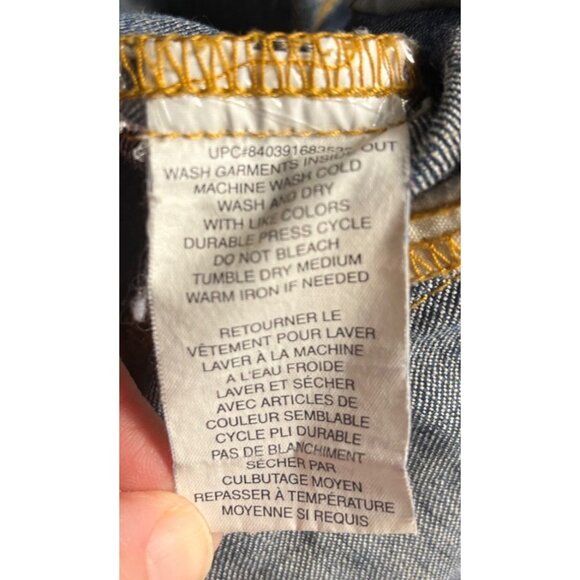 WASH GARMENTS INSIDE OUT
MACHINE WASH COLD
WASH AND DRY
WITH LIKE COLORS
DURABLE PRESS CYCLE
DO NOT BLEACH
TUMBLE DRY MEDIUM
WARM IRON IF NEEDED
RETOURNER LE
VÊTEMENT POUR LAVER
LAVER À LA MACHINE
A L'EAU FROIDE
LAVER ET SÉCHER
AVEC ARTICLES DE
COULEUR SEMBLABLE
CYCLE PLI DURABLE
PAS DE BLANCHIMENT
SÉCHER PAR
CULBUTAGE MOYEN
REPASSER À TEMPÉRATURE
MOYENNE SI REQUIS